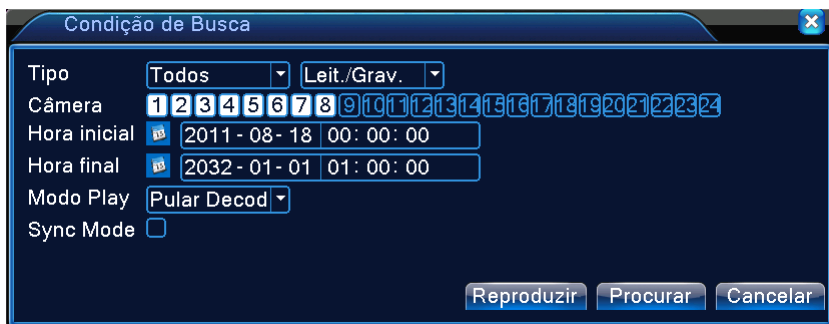 Condição de Busca
Tipo Todos Leit./Grav.
Câmera 1 2 3 4 5 6 7 8 9 10 11 12 13 14 15 16 17 18 19 20 21 22 23 24
Hora inicial 2011-08-18 00:00:00
Hora final 2032-01-01 01:00:00
Modo Play Pular Decod
Sync Mode
Reproduzir Procurar Cancelar